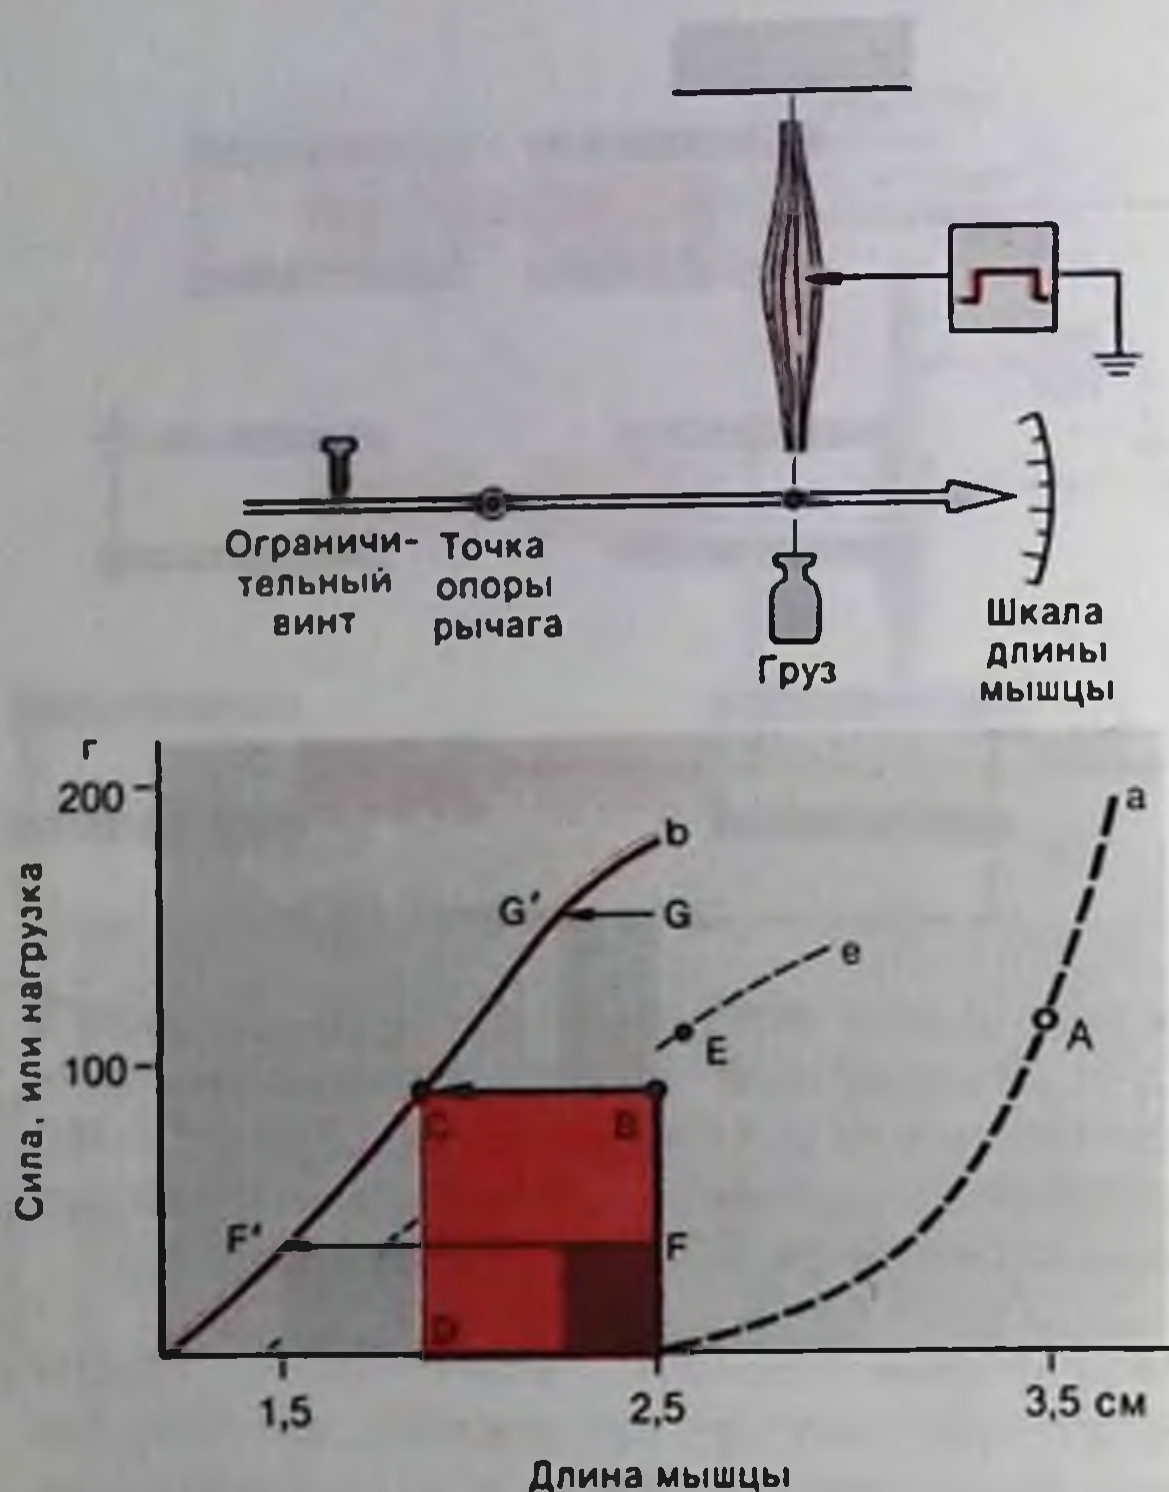 Ограничи-
тельный
винт
Точка
опоры
рычага
Груз
Шкала
длины
мышцы
г
200
100
Сила, или нагрузка
b
a
G'
G
e
E
A
C
B
F'
F
D
1,5
2,5
3,5 см
Длина мышцы